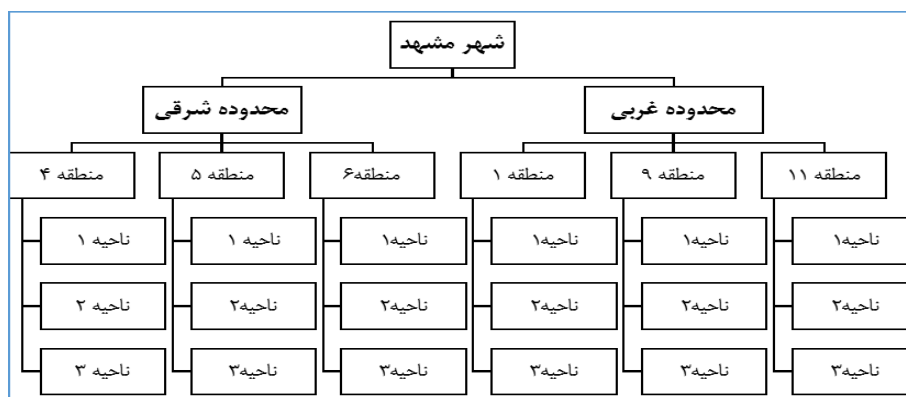 شهر مشهد
محدوده غربی
محدوده شرقی
منطقه ۱۱
منطقه ۹
منطقه ۱
منطقه۶
منطقه ۵
منطقه ۴
ناحیه۱
ناحیه۱
ناحیه۱
ناحیه۱
ناحیه ۱
ناحیه ۱
ناحیه۲
ناحیه۲
ناحیه۲
ناحیه۲
ناحیه۲
ناحیه ۲
ناحیه۳
ناحیه۳
ناحیه۳
ناحیه۳
ناحیه۳
ناحیه ۳